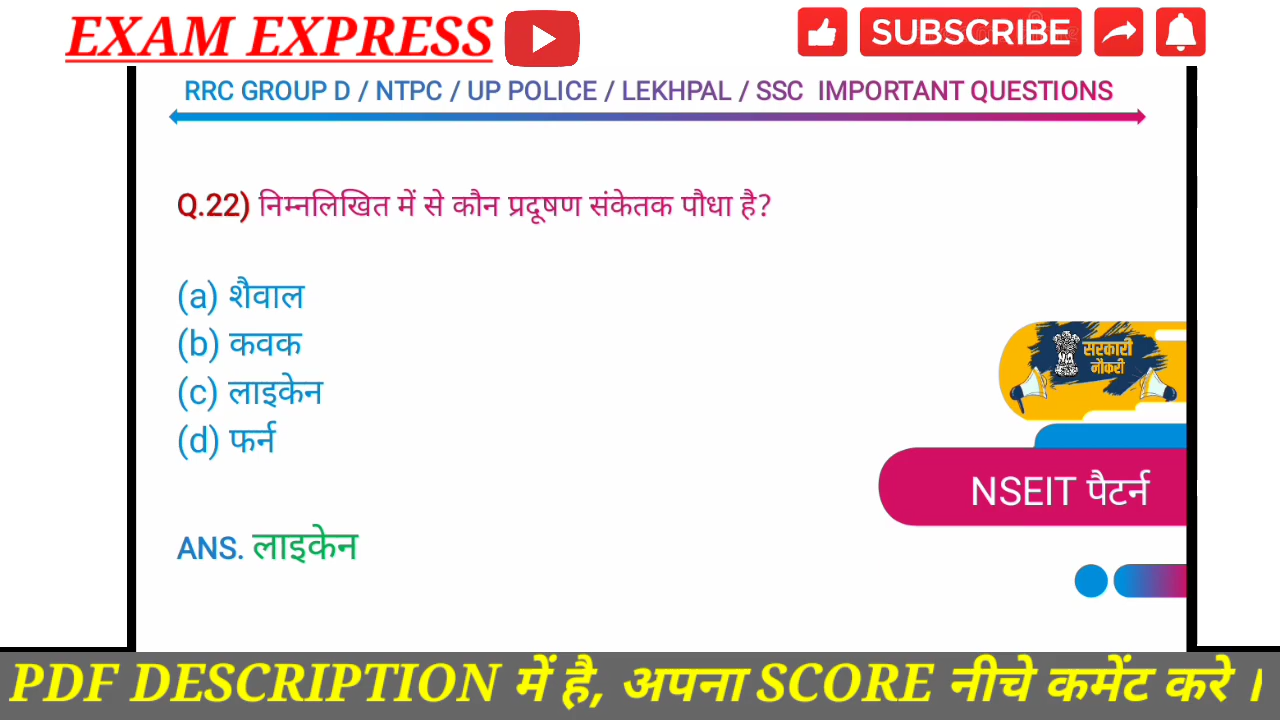 EXAM EXPRESS
SUBSCRIBE
RRC GROUP D / NTPC / UP POLICE / LEKHPAL / SSC IMPORTANT QUESTIONS
Q.22) निम्नलिखित में से कौन प्रदूषण संकेतक पौधा है?
(a) शैवाल
(b) कवक
(c) लाइकेन
(d) फर्न
सरकारी
नौकरी
NSEIT पैटर्न
ANS. लाइकेन
PDF DESCRIPTION में है, अपना SCORE नीचे कमेंट करे ।